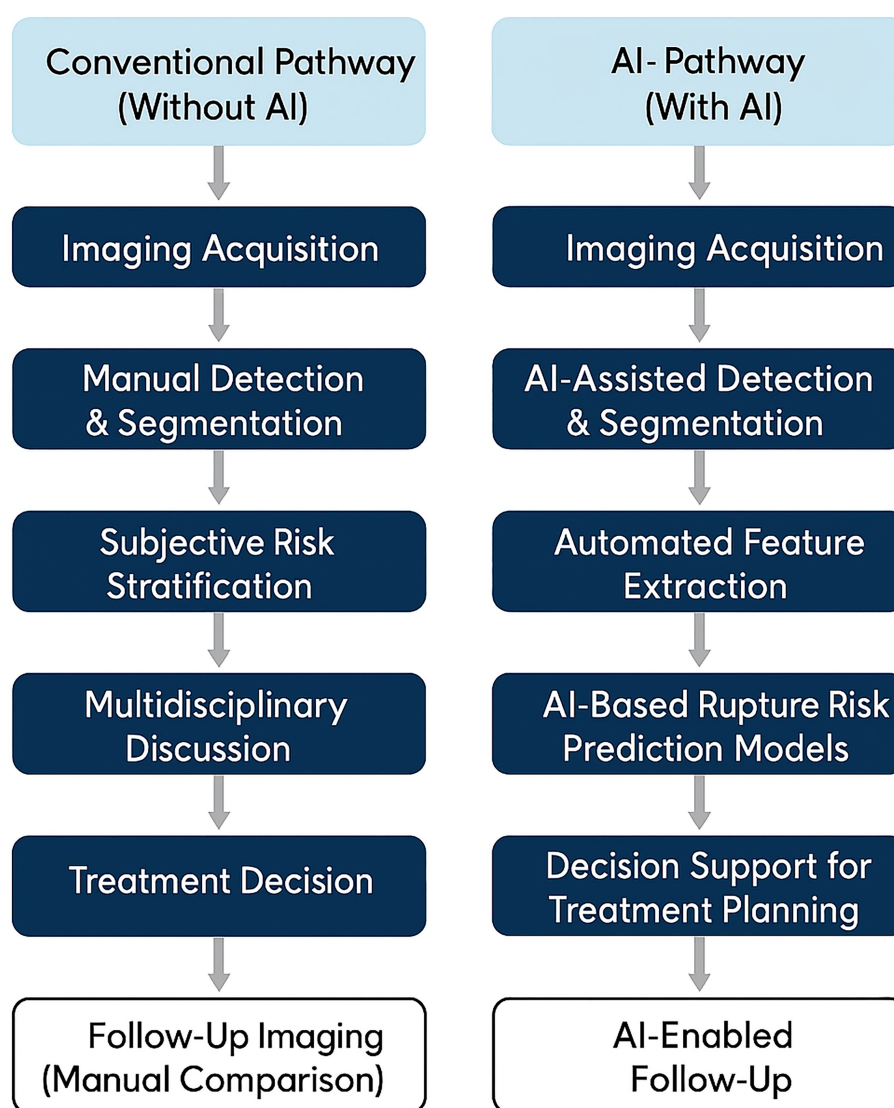 Conventional Pathway
(Without AI)
Imaging Acquisition
Manual Detection
& Segmentation
Subjective Risk
Stratification
Multidisciplinary
Discussion
Treatment Decision
Follow-Up Imaging
(Manual Comparison)
AI- Pathway
(With AI)
Imaging Acquisition
AI-Assisted Detection
& Segmentation
Automated Feature
Extraction
AI-Based Rupture Risk
Prediction Models
Decision Support for
Treatment Planning
AI-Enabled
Follow-Up